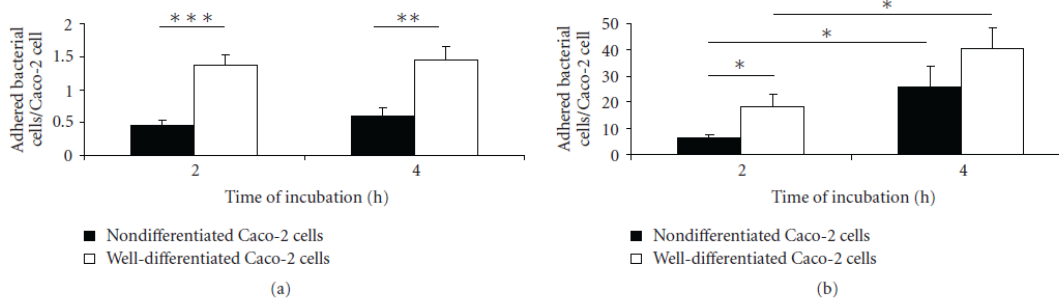 Adhered bacterial
cells/Caco-2 cell
2
1.5
1
0.5
0
***
**
2
4
Time of incubation (h)
Nondifferentiated Caco-2 cells
Well-differentiated Caco-2 cells
(a)
Adhered bacterial
cells/Caco-2 cell
50
40
30
20
10
0
*
*
*
2
4
Time of incubation (h)
Nondifferentiated Caco-2 cells
Well-differentiated Caco-2 cells
(b)